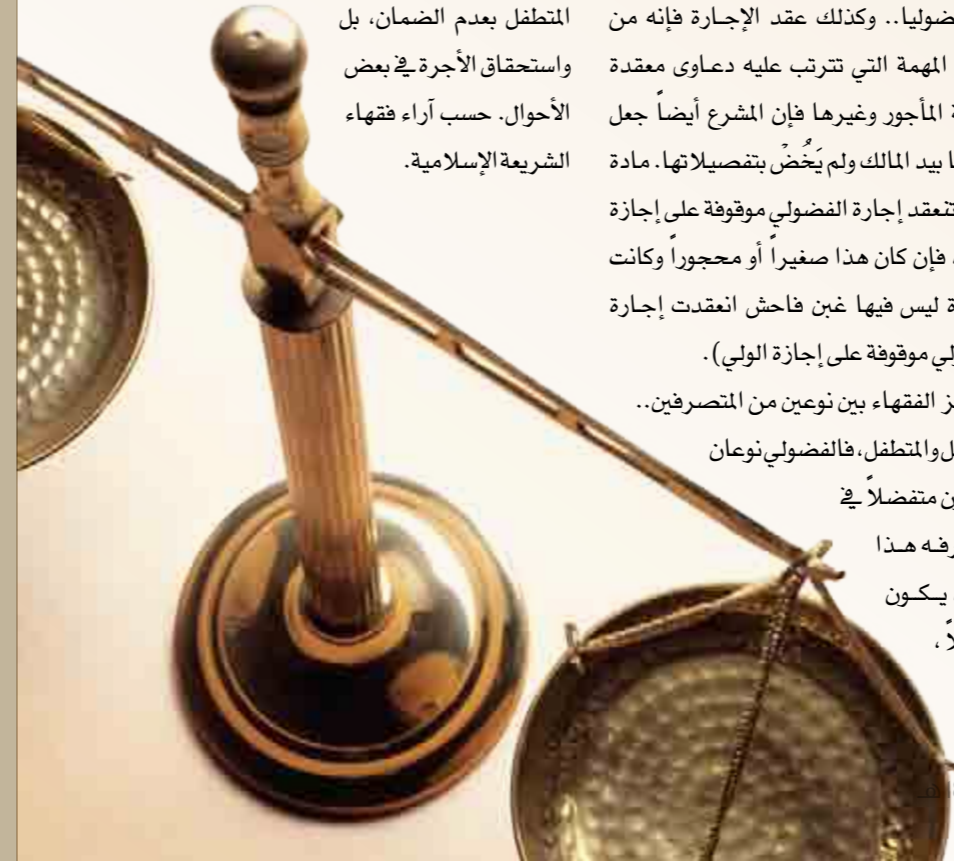 ضوليا.. وكذلك عقد الإجارة فإنه من
المهمة التي تترتب عليه دعاوى معقدة
ة المأجور وغيرها فإن المشرع أيضاً جعل
ا بيد المالك ولم يَخُضْ بتفصيلاتها. مادة
تنعقد إجارة الفضولي موقوفة على إجازة
، فإن كان هذا صغيراً أو محجوراً وكانت
ة ليس فيها غبن فاحش انعقدت إجارة
لي موقوفة على إجازة الولي).
ز الفقهاء بين نوعين من المتصرفين..
ل والمتطفل، فالفضولي نوعان
ن متفضلاً في
رفه هذا
يكون
لاً ،
المتطفل بعدم الضمان، بل
واستحقاق الأجرة في بعض
الأحوال. حسب آراء فقهاء
الشريعة الإسلامية.